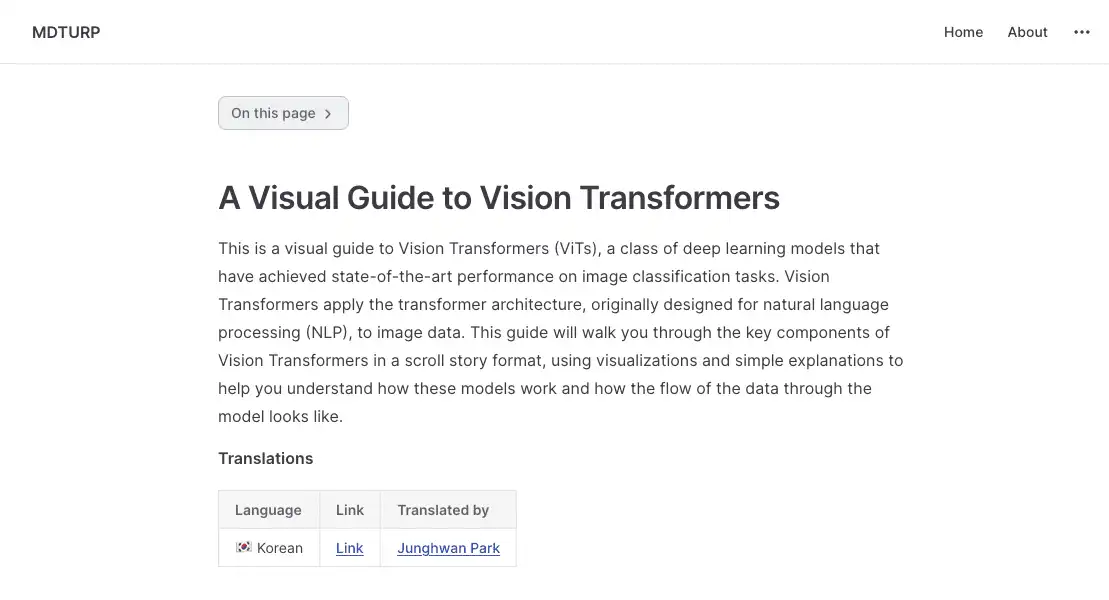 MDTURP
Home About
On this page
A Visual Guide to Vision Transformers
This is a visual guide to Vision Transformers (ViTs), a class of deep learning models that
have achieved state-of-the-art performance on image classification tasks. Vision
Transformers apply the transformer architecture, originally designed for natural language
processing (NLP), to image data. This guide will walk you through the key components of
Vision Transformers in a scroll story format, using visualizations and simple explanations to
help you understand how these models work and how the flow of the data through the
model looks like.
Translations
Language Link Translated by
🇰🇷 Korean Link Junghwan Park